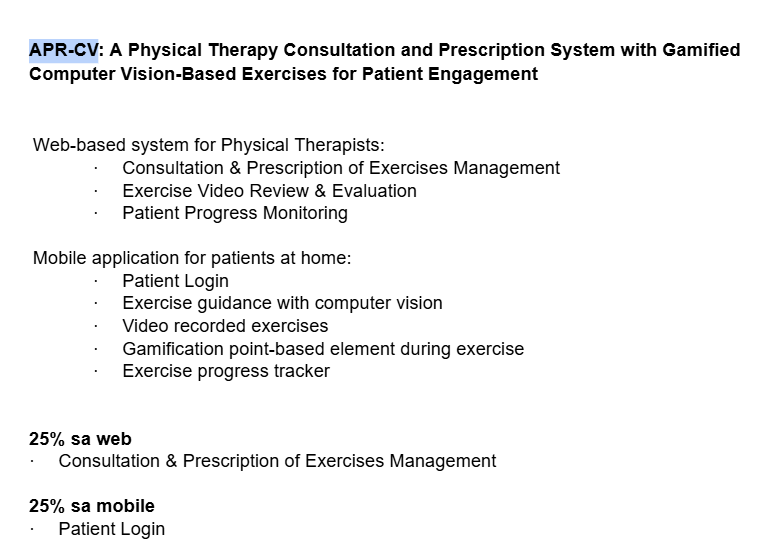 APR-CV: A Physical Therapy Consultation and Prescription System with Gamified
Computer Vision-Based Exercises for Patient Engagement
Web-based system for Physical Therapists:
· Consultation & Prescription of Exercises Management
· Exercise Video Review & Evaluation
· Patient Progress Monitoring
Mobile application for patients at home:
· Patient Login
· Exercise guidance with computer vision
· Video recorded exercises
· Gamification point-based element during exercise
· Exercise progress tracker
25% sa web
· Consultation & Prescription of Exercises Management
25% sa mobile
· Patient Login